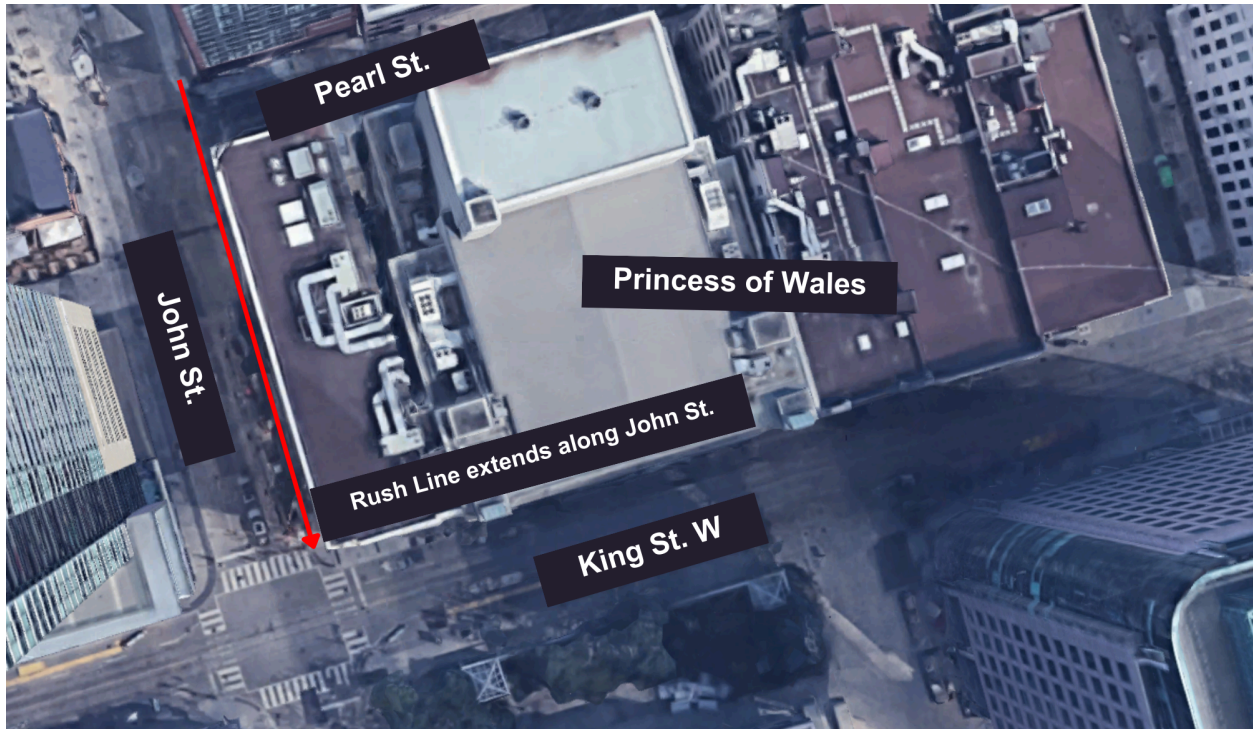 Pearl St.
John St.
Princess of Wales
Rush Line extends along John St.
King St. W